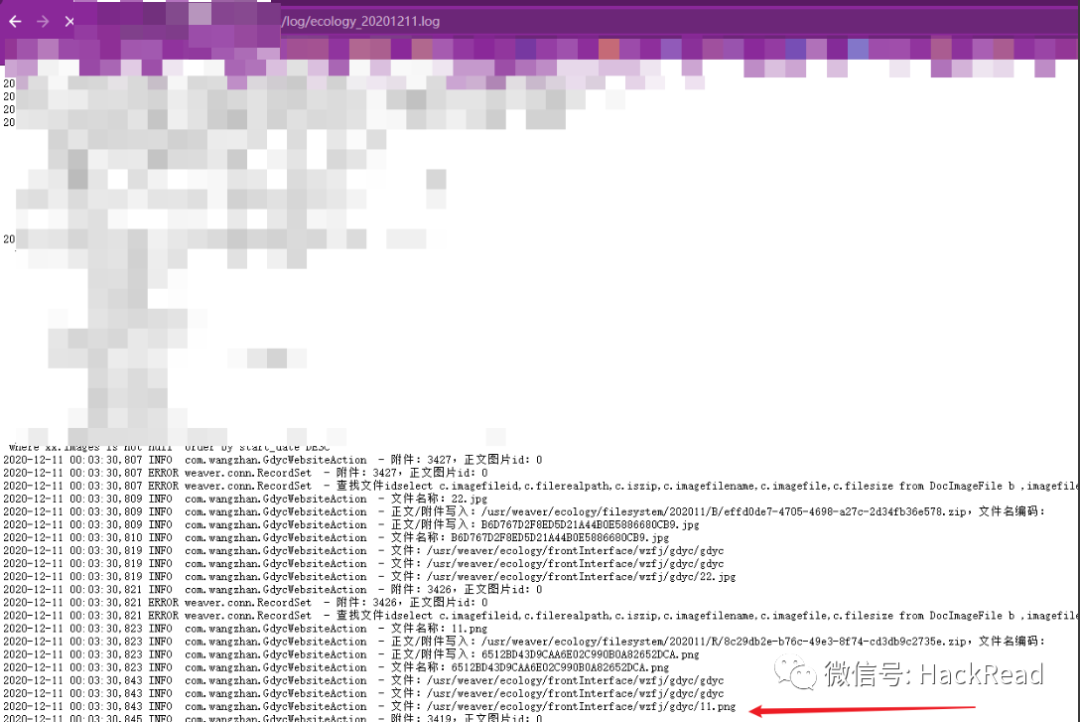 /log/ecology_20201211.log
20
20
20
20
20
where xx.images is not null  order by start_date DESC
2020-12-11 00:03:30,807 INFO  com.wangzhan.GdycWebsiteAction  - 附件: 3427, 正文图片id: 0
2020-12-11 00:03:30,807 ERROR weaver.conn.RecordSet  - 附件: 3427, 正文图片id: 0
2020-12-11 00:03:30,807 ERROR weaver.conn.RecordSet  - 查找文件idselect c.imagefileid,c.filerealpath,c.iszip,c.imagefilename,c.imagefile,c.filesize from DocImageFile b ,imagefile
2020-12-11 00:03:30,809 INFO  com.wangzhan.GdycWebsiteAction  - 文件名称: 22.jpg
2020-12-11 00:03:30,809 INFO  com.wangzhan.GdycWebsiteAction  - 正文/附件写入: /usr/weaver/ecology/filesystem/202011/B/effd0de7-4705-4698-a27c-2d34fb36e578.zip, 文件名编码:
2020-12-11 00:03:30,809 INFO  com.wangzhan.GdycWebsiteAction  - 正文/附件写入: B6D767D2F8ED5D21A44B0E5886680CB9.jpg
2020-12-11 00:03:30,810 INFO  com.wangzhan.GdycWebsiteAction  - 文件名称: B6D767D2F8ED5D21A44B0E5886680CB9.jpg
2020-12-11 00:03:30,819 INFO  com.wangzhan.GdycWebsiteAction  - 文件: /usr/weaver/ecology/frontInterface/wzfj/gdyc/gdyc
2020-12-11 00:03:30,819 INFO  com.wangzhan.GdycWebsiteAction  - 文件: /usr/weaver/ecology/frontInterface/wzfj/gdyc/gdyc
2020-12-11 00:03:30,819 INFO  com.wangzhan.GdycWebsiteAction  - 文件: /usr/weaver/ecology/frontInterface/wzfj/gdyc/22.jpg
2020-12-11 00:03:30,821 INFO  com.wangzhan.GdycWebsiteAction  - 附件: 3426, 正文图片id: 0
2020-12-11 00:03:30,821 ERROR weaver.conn.RecordSet  - 附件: 3426, 正文图片id: 0
2020-12-11 00:03:30,821 ERROR weaver.conn.RecordSet  - 查找文件idselect c.imagefileid,c.filerealpath,c.iszip,c.imagefilename,c.imagefile,c.filesize from DocImageFile b ,imagefile
2020-12-11 00:03:30,823 INFO  com.wangzhan.GdycWebsiteAction  - 文件名称: 11.png
2020-12-11 00:03:30,823 INFO  com.wangzhan.GdycWebsiteAction  - 正文/附件写入: /usr/weaver/ecology/filesystem/202011/R/8c29db2e-b76c-49e3-8f74-cd3db9c2735e.zip, 文件名编码:
2020-12-11 00:03:30,823 INFO  com.wangzhan.GdycWebsiteAction  - 正文/附件写入: 6512BD43D9CAA6E02C990B0A82652DCA.png
2020-12-11 00:03:30,823 INFO  com.wangzhan.GdycWebsiteAction  - 文件名称: 6512BD43D9CAA6E02C990B0A82652DCA.png
2020-12-11 00:03:30,843 INFO  com.wangzhan.GdycWebsiteAction  - 文件: /usr/weaver/ecology/frontInterface/wzfj/gdyc/gdyc
2020-12-11 00:03:30,843 INFO  com.wangzhan.GdycWebsiteAction  - 文件: /usr/weaver/ecology/frontInterface/wzfj/gdyc/gdyc
2020-12-11 00:03:30,843 INFO  com.wangzhan.GdycWebsiteAction  - 文件: /usr/weaver/ecology/frontInterface/wzfj/gdyc/11.png
2020-12-11 00:03:30,845 INFO  com.wangzhan.GdycWebsiteAction  - 附件: 3419, 正文图片id: 0
微信号: HackRead